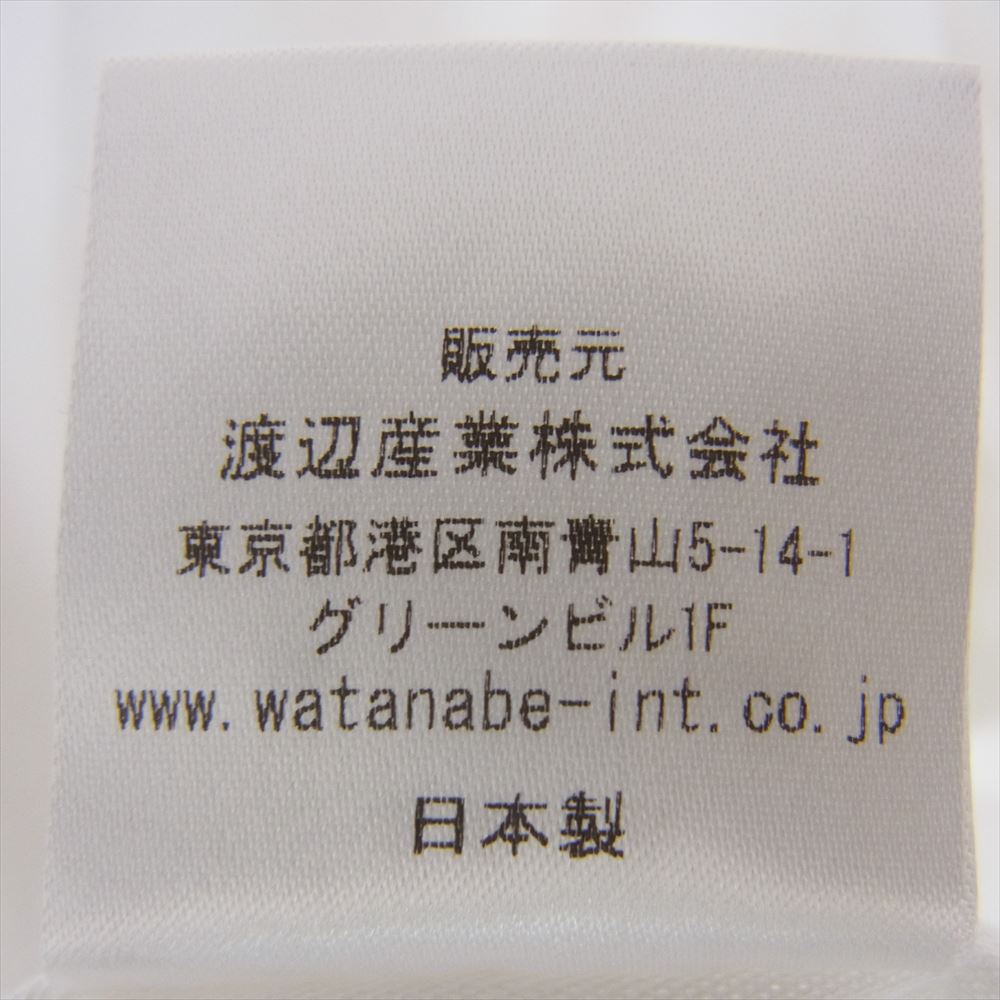 販売元
渡辺産業株式会社
東京都港区南青山5-14-1
グリーンビル1F
www.watanabe-int.co.jp
日本製